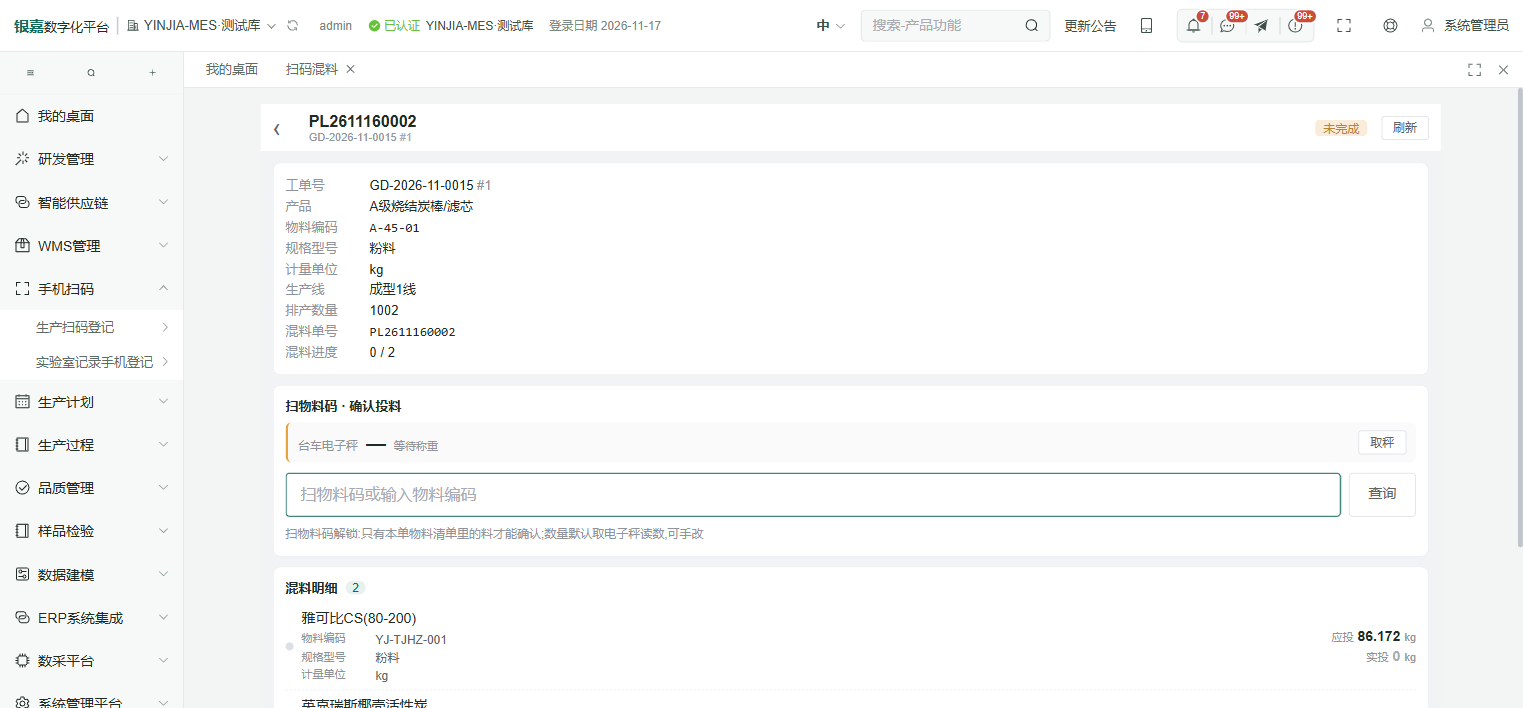 银嘉数字化平台 YINJIA-MES·测试库 admin 已认证 YINJIA-MES·测试库 登录日期 2026-11-17 中 搜索-产品功能 更新公告 7 99+ 99+ 系统管理员
我的桌面 扫码混料
我的桌面
研发管理
智能供应链
WMS管理
手机扫码
生产扫码登记
实验室记录手机登记
生产计划
生产过程
品质管理
样品检验
数据建模
ERP系统集成
数采平台
系统管理平台
PL2611160002
GD-2026-11-0015 #1
未完成 刷新
工单号 GD-2026-11-0015 #1
产品 A级烧结炭棒/滤芯
物料编码 A-45-01
规格型号 粉料
计量单位 kg
生产线 成型1线
排产数量 1002
混料单号 PL2611160002
混料进度 0 / 2
扫物料码 · 确认投料
台车电子秤 — 等待称重 取秤
扫物料码或输入物料编码 查询
扫物料码解锁:只有本单物料清单里的料才能确认;数量默认取电子秤读数,可手改
混料明细 2
雅可比CS(80-200)
物料编码 YJ-TJHZ-001
规格型号 粉料
计量单位 kg
应投 86.172 kg
实投 0 kg
英克瑞斯椰壳活性炭